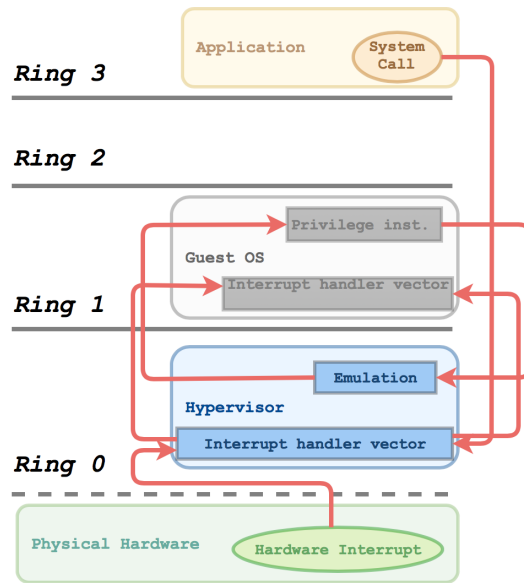 Application
System
Call
Ring 3
Ring 2
Privilege inst.
Guest OS
Interrupt handler vector
Ring 1
Emulation
Hypervisor
Interrupt handler vector
Ring 0
Physical Hardware
Hardware Interrupt